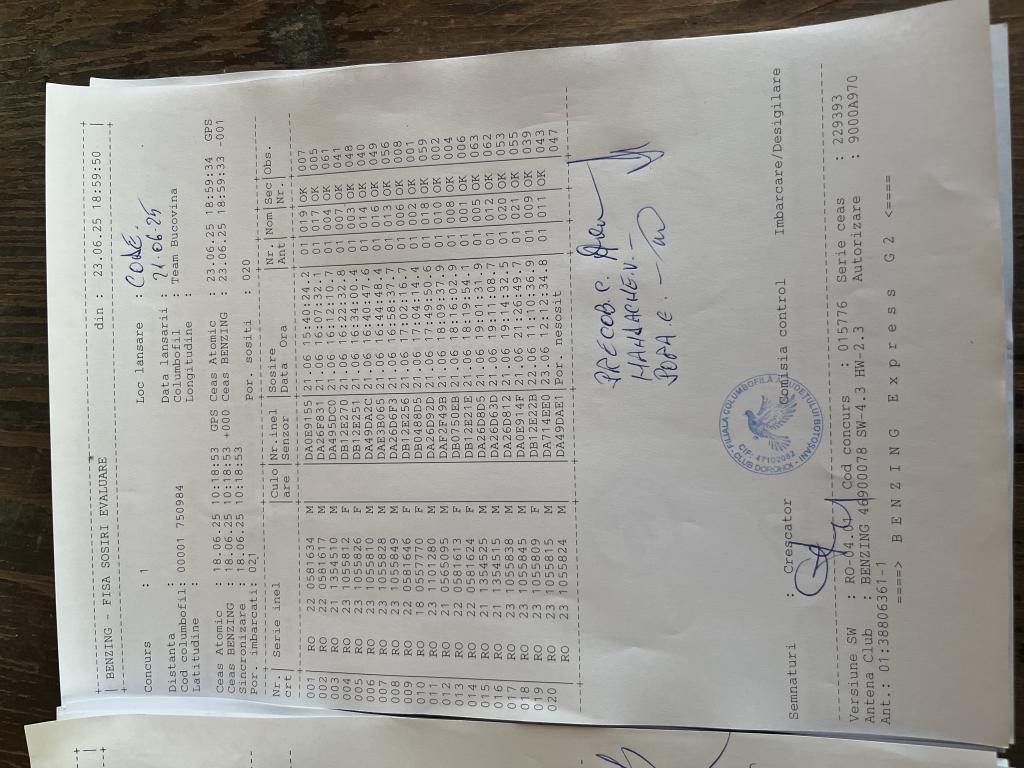 BENZING - FISA SOSIRI EVALUARE din : 23.06.25 18:59:50
Concurs : 1 Loc lansare : CODE.
Distanta : Data lansarii : 21.06.25
Cod columbofil: 00001 750984 Columbofil : Team Bucovina
Latitudine : Longitudine :
Ceas Atomic : 18.06.25 10:18:53 GPS Ceas Atomic : 23.06.25 18:59:34 GPS
Ceas BENZING : 18.06.25 10:18:53 +000 Ceas BENZING : 23.06.25 18:59:33 -001
Sincronizare : 18.06.25 10:18:53
Por. imbarcati: 021 Por. sositi : 020
Nr. Serie inel Culo Nr.inel Sosire Nr. Nom Sec Obs.
crt are Senzor Data Ora Ant Nr.
001 RO 22 0581634 M DA0E9155 21.06 15:40:24.2 01 019 OK 007
002 RO 22 0581617 M DA26F831 21.06 16:07:32.1 01 017 OK 005
003 RO 21 1354510 M DA495DC0 21.06 16:12:10.7 01 004 OK 061
004 RO 23 1055812 F DB12E270 21.06 16:22:32.8 01 007 OK 041
005 RO 23 1055826 F DB12E251 21.06 16:34:00.4 01 003 OK 048
006 RO 23 1055810 M DA49DA2C 21.06 16:40:47.6 01 014 OK 040
007 RO 23 1055828 M DAE3B065 21.06 16:44:48.4 01 016 OK 049
008 RO 23 1055849 M DA26D6F3 21.06 16:58:37.7 01 013 OK 056
009 RO 22 0581646 F DB12E250 21.06 17:02:16.7 01 006 OK 008
010 RO 18 0557770 F DB0488D5 21.06 17:04:14.4 01 002 OK 001
011 RO 23 1101280 M DA26D92D 21.06 17:49:50.6 01 018 OK 059
012 RO 21 0565095 M DAF2F49B 21.06 18:09:37.9 01 010 OK 002
013 RO 22 0581613 F DB0750EB 21.06 18:16:02.9 01 008 OK 004
014 RO 22 0581624 F DB12E21E 21.06 18:19:54.1 01 001 OK 006
015 RO 21 1354525 M DA26D8D5 21.06 19:01:31.9 01 005 OK 063
016 RO 21 1354515 M DA26D63D 21.06 19:11:08.7 01 012 OK 062
017 RO 23 1055838 M DA26D812 21.06 19:14:32.5 01 020 OK 053
018 RO 23 1055845 M DA0E914F 21.06 21:28:49.7 01 021 OK 055
019 RO 23 1055809 F DB12E22B 22.06 11:10:36.9 01 009 OK 039
020 RO 23 1055815 M DA714EDE 23.06 12:12:34.8 01 011 OK 043
RO 23 1055824 M DA49DAE1 Por. nesosit 047
PRECOB. C.
MANDACHE.V.
POPA.C.
FILIALA COLUMBOFILA A JUDETULUI BOTOSANI
CIF: 47102082
- CLUB DOROHOI -
Semnaturi : Crescator Comisia control Imbarcare/Desigilare
Versiune SW : RO-04.01 Cod concurs : 015776 Serie ceas : 229393
Antena Club : BENZING 46900078 SW-4.3 HW-2.3 Autorizare : 9000A970
Ant.: 01:38806361-1
====> B E N Z I N G E x p r e s s G 2 <====